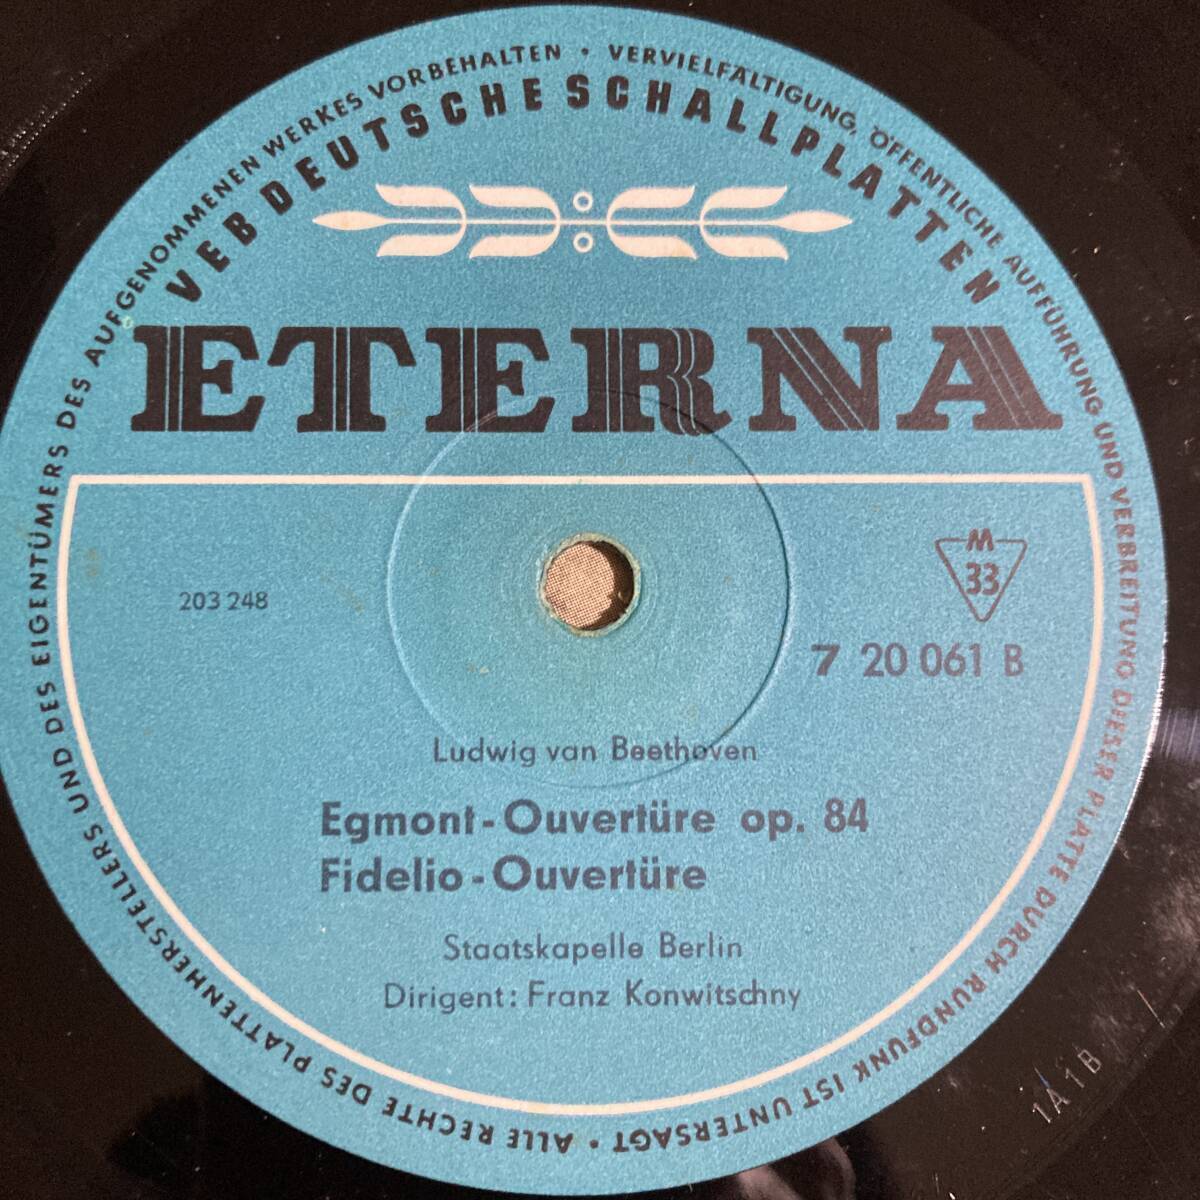 ALLE RECHTE DES PLATTENHERSTELLERS UND DES EIGENTÜMERS DES AUFGENOMMENEN WERKES VORBEHALTEN • VERVIELFÄLTIGUNG, ÖFFENTLICHE AUFFÜHRUNG UND VERBREITUNG DIESER PLATTE DURCH RUNDFUNK IST UNTERSAGT •
VEB DEUTSCHE SCHALLPLATTEN
ETERNA
M
33
203 248
7 20 061 B
Ludwig van Beethoven
Egmont-Ouvertüre op. 84
Fidelio-Ouvertüre
Staatskapelle Berlin
Dirigent: Franz Konwitschny
1A1B